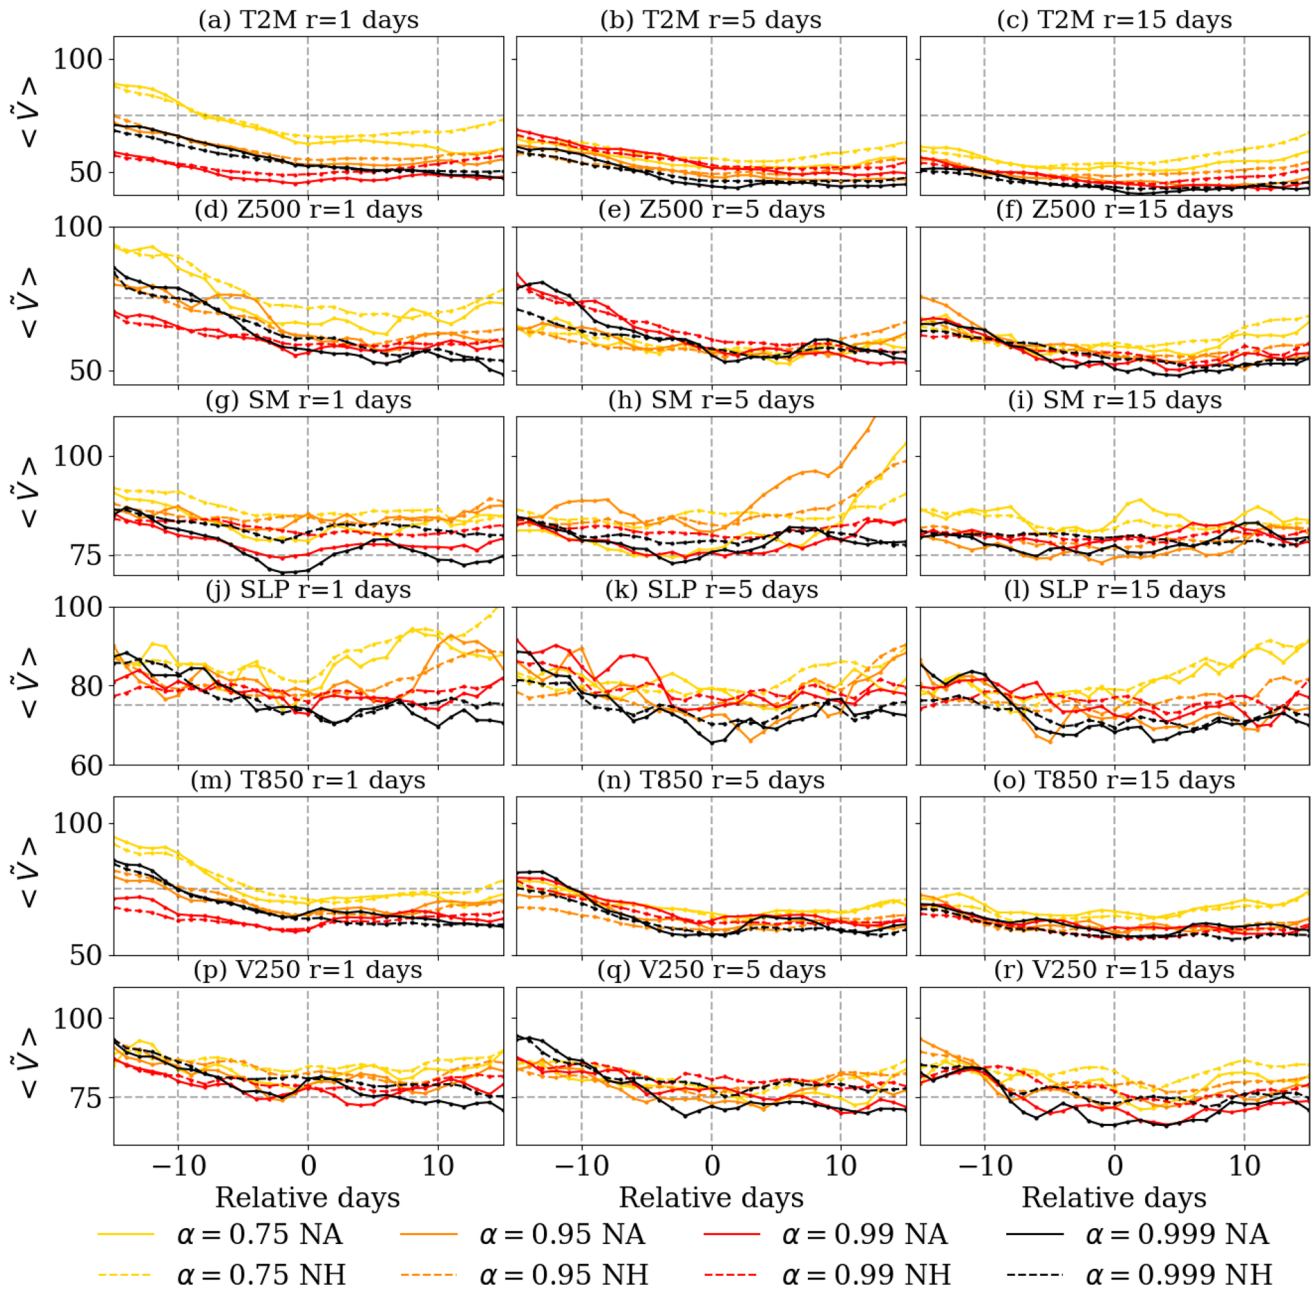 (a) T2M r=1 days (b) T2M r=5 days (c) T2M r=15 days
100
50
< Ṽ >
(d) Z500 r=1 days (e) Z500 r=5 days (f) Z500 r=15 days
100
50
< Ṽ >
(g) SM r=1 days (h) SM r=5 days (i) SM r=15 days
100
75
< Ṽ >
(j) SLP r=1 days (k) SLP r=5 days (l) SLP r=15 days
100
80
60
< Ṽ >
(m) T850 r=1 days (n) T850 r=5 days (o) T850 r=15 days
100
50
< Ṽ >
(p) V250 r=1 days (q) V250 r=5 days (r) V250 r=15 days
100
75
< Ṽ >
−10 0 10 −10 0 10 −10 0 10
Relative days Relative days Relative days
α = 0.75 NA α = 0.95 NA α = 0.99 NA α = 0.999 NA
α = 0.75 NH α = 0.95 NH α = 0.99 NH α = 0.999 NH